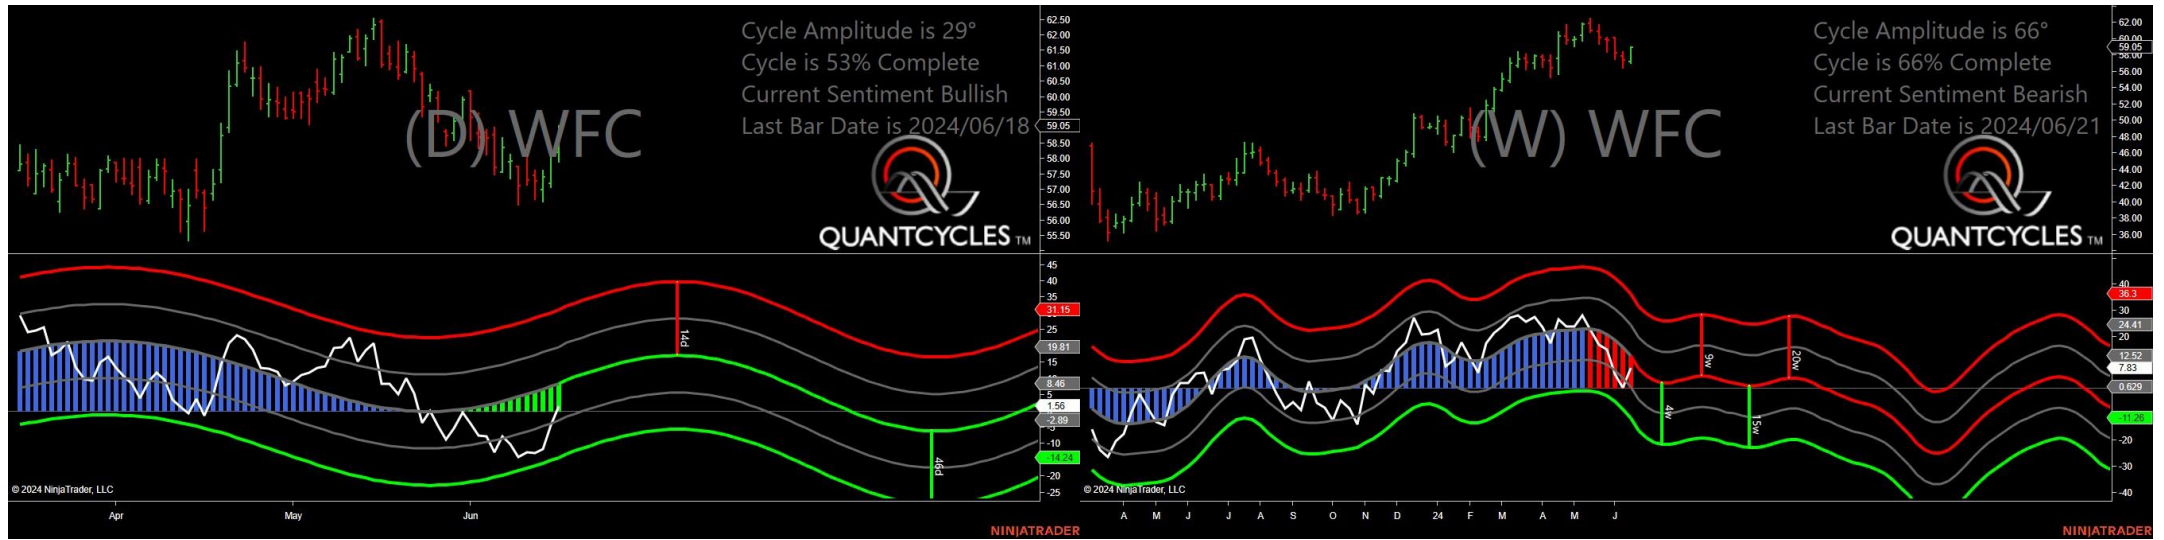 Cycle Amplitude is 29°
Cycle is 53% Complete
Current Sentiment Bullish
Last Bar Date is 2024/06/18
(D) WFC
QUANTCYCLES TM
62.50
62.00
61.50
61.00
60.50
60.00
59.50
59.05
58.50
58.00
57.50
57.00
56.50
56.00
55.50
45
40
35
31.15
25
19.81
15
8.46
5
1.56
-2.89
-10
-14.24
-20
-25
14d
46d
© 2024 NinjaTrader, LLC
Apr May Jun
NINJATRADER
Cycle Amplitude is 66°
Cycle is 66% Complete
Current Sentiment Bearish
Last Bar Date is 2024/06/21
(W) WFC
QUANTCYCLES TM
62.00
60.00
59.05
58.00
56.00
54.00
52.00
50.00
48.00
46.00
44.00
42.00
40.00
38.00
36.00
40
36.3
30
24.41
20
12.52
7.83
0.629
-11.26
-20
-30
-40
4w
9w
15w
20w
© 2024 NinjaTrader, LLC
A M J J A S O N D 24 F M A M J
NINJATRADER